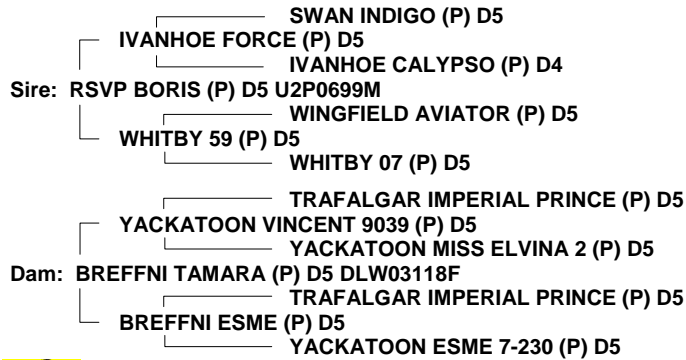 SWAN INDIGO (P) D5
IVANHOE FORCE (P) D5
IVANHOE CALYPSO (P) D4
Sire: RSVP BORIS (P) D5 U2P0699M
WINGFIELD AVIATOR (P) D5
WHITBY 59 (P) D5
WHITBY 07 (P) D5
TRAFALGAR IMPERIAL PRINCE (P) D5
YACKATOON VINCENT 9039 (P) D5
YACKATOON MISS ELVINA 2 (P) D5
Dam: BREFFNI TAMARA (P) D5 DLW03118F
TRAFALGAR IMPERIAL PRINCE (P) D5
BREFFNI ESME (P) D5
YACKATOON ESME 7-230 (P) D5